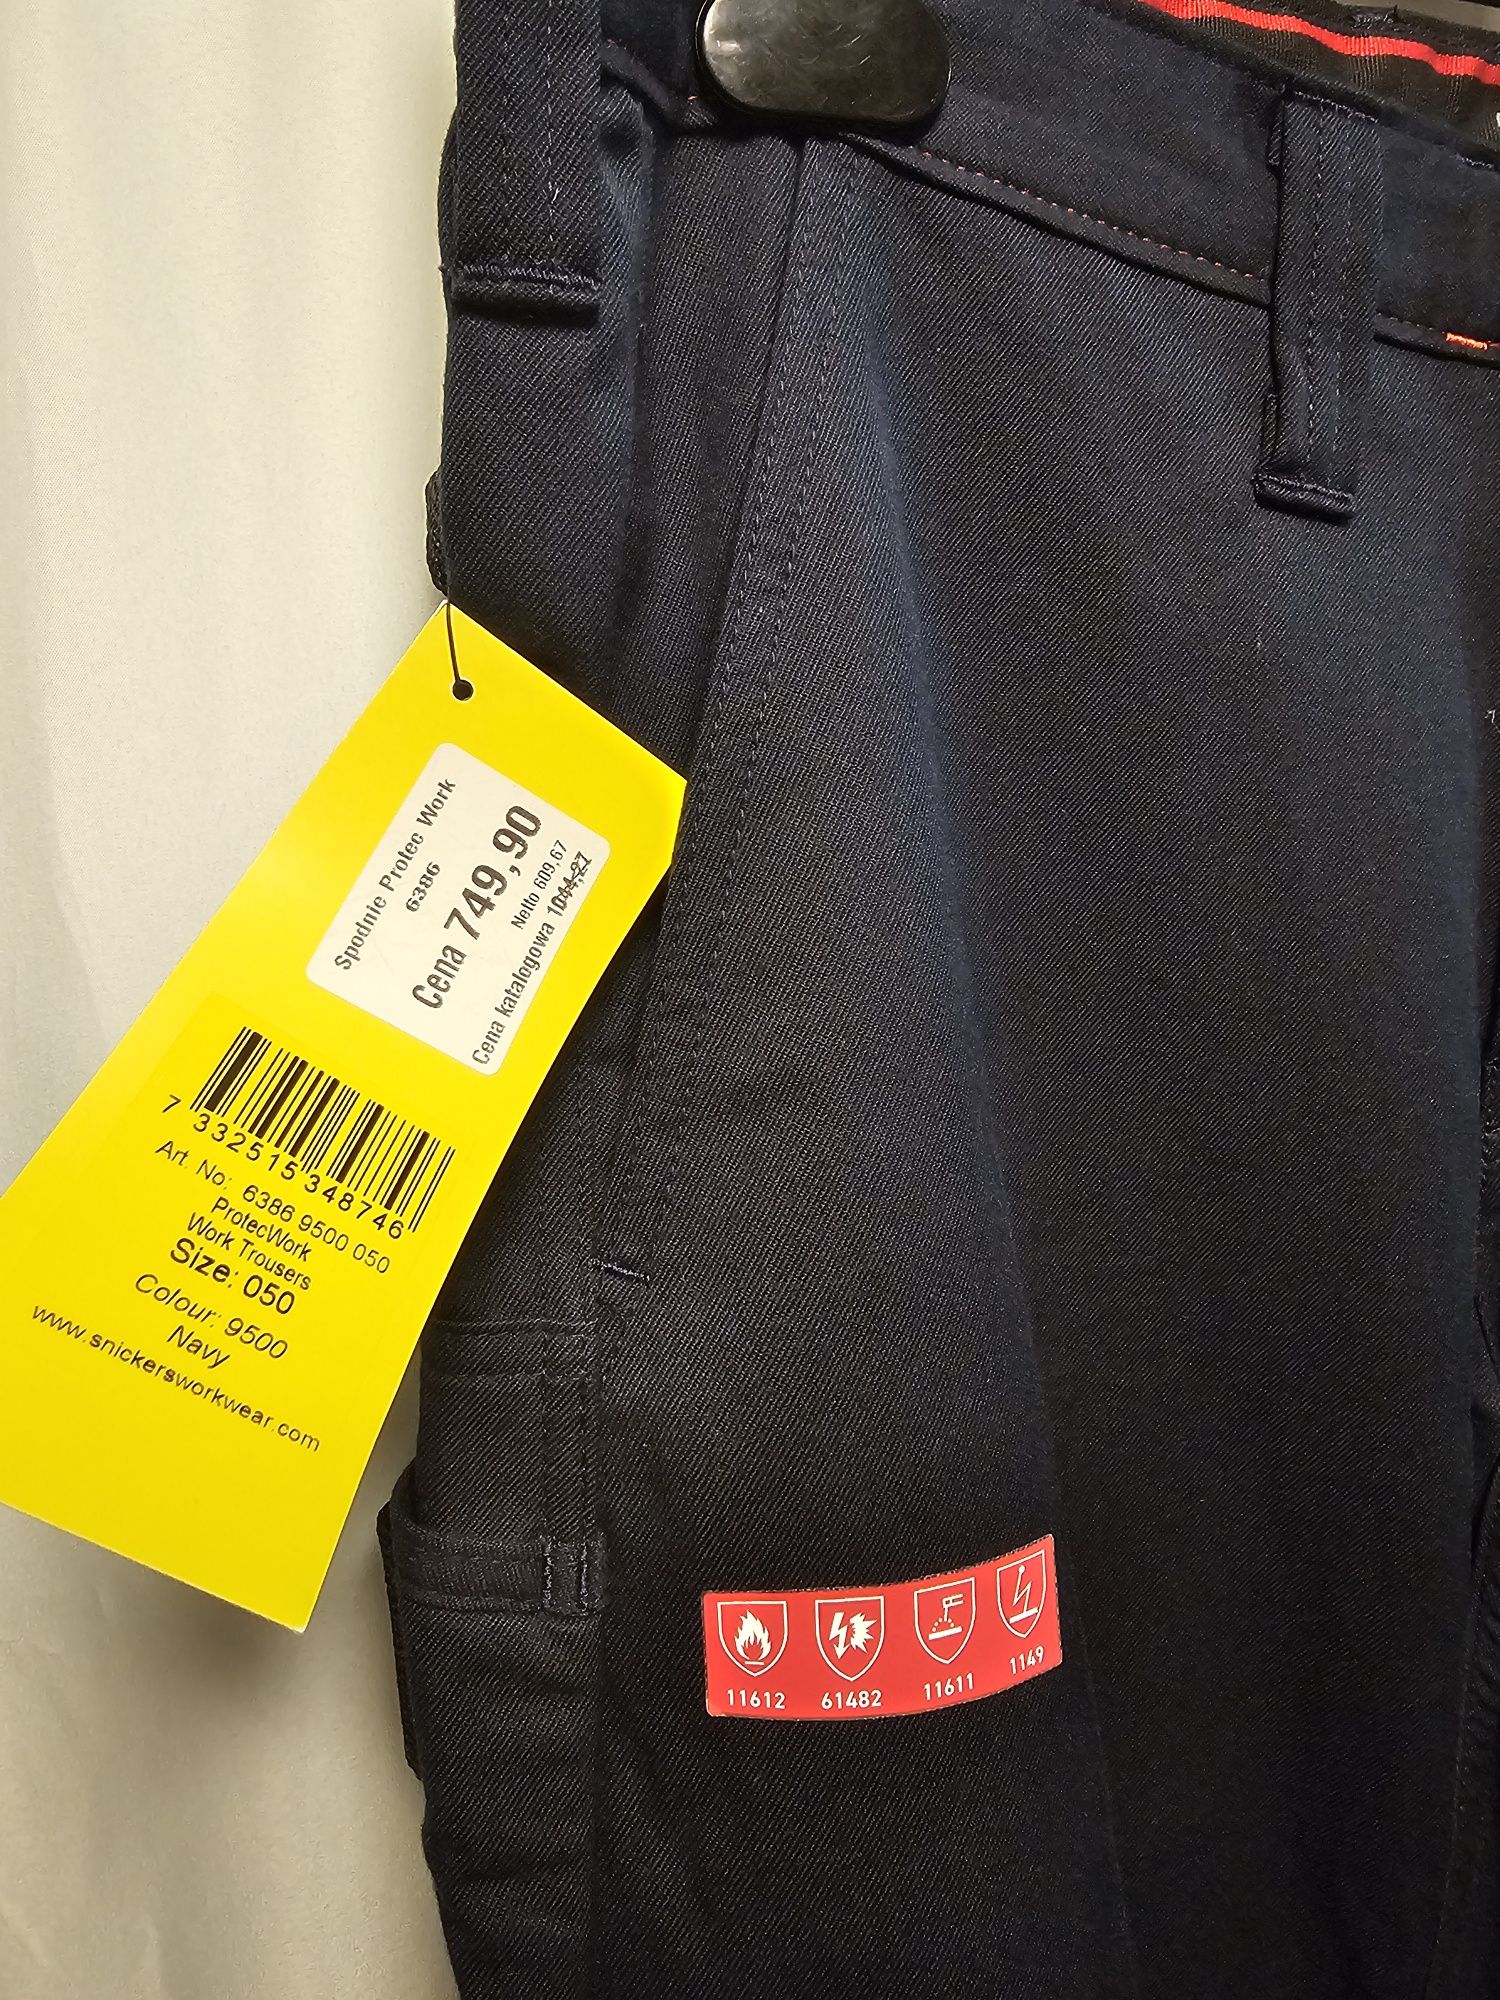 Spodnie Protec Work
6386
Cena 749,90
Netto 609,67
Cena katalogowa 1044,27
7 332515 348746
Art. No: 6386 9500 050
ProtecWork
Work Trousers
Size: 050
Colour: 9500
Navy
www.snickersworkwear.com
11612 61482 11611 1149